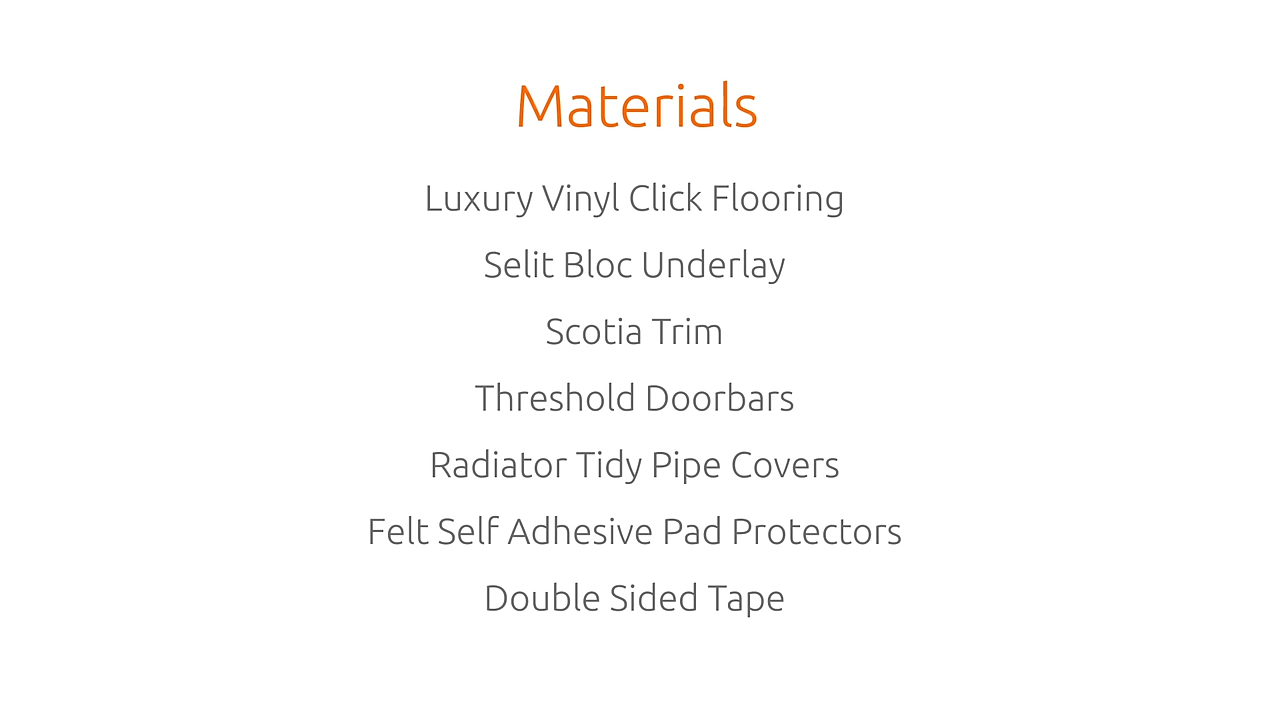 Materials
Luxury Vinyl Click Flooring
Selit Bloc Underlay
Scotia Trim
Threshold Doorbars
Radiator Tidy Pipe Covers
Felt Self Adhesive Pad Protectors
Double Sided Tape